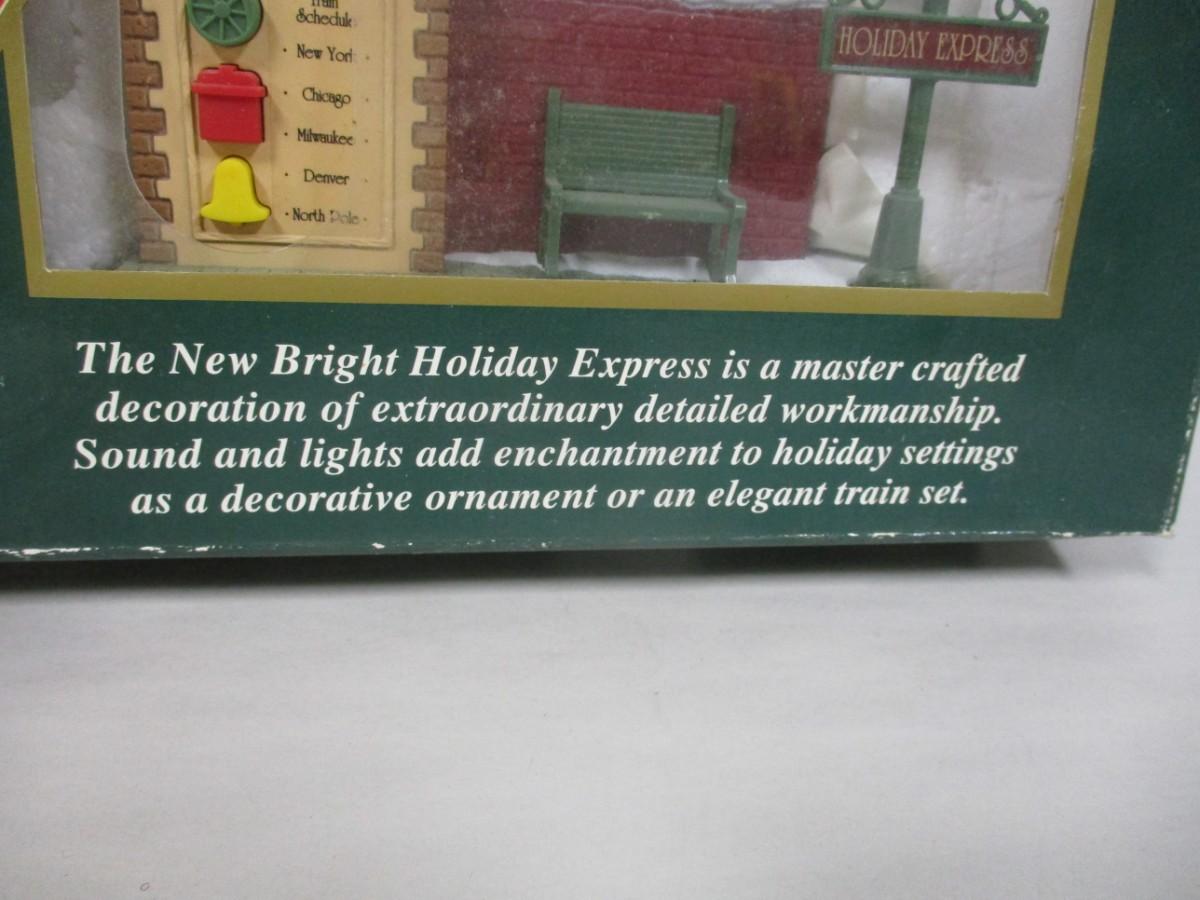 Train
Schedule
· New York
· Chicago ·
· Milwaukee ·
· Denver ·
· North Pole ·
HOLIDAY EXPRESS
The New Bright Holiday Express is a master crafted
decoration of extraordinary detailed workmanship.
Sound and lights add enchantment to holiday settings
as a decorative ornament or an elegant train set.